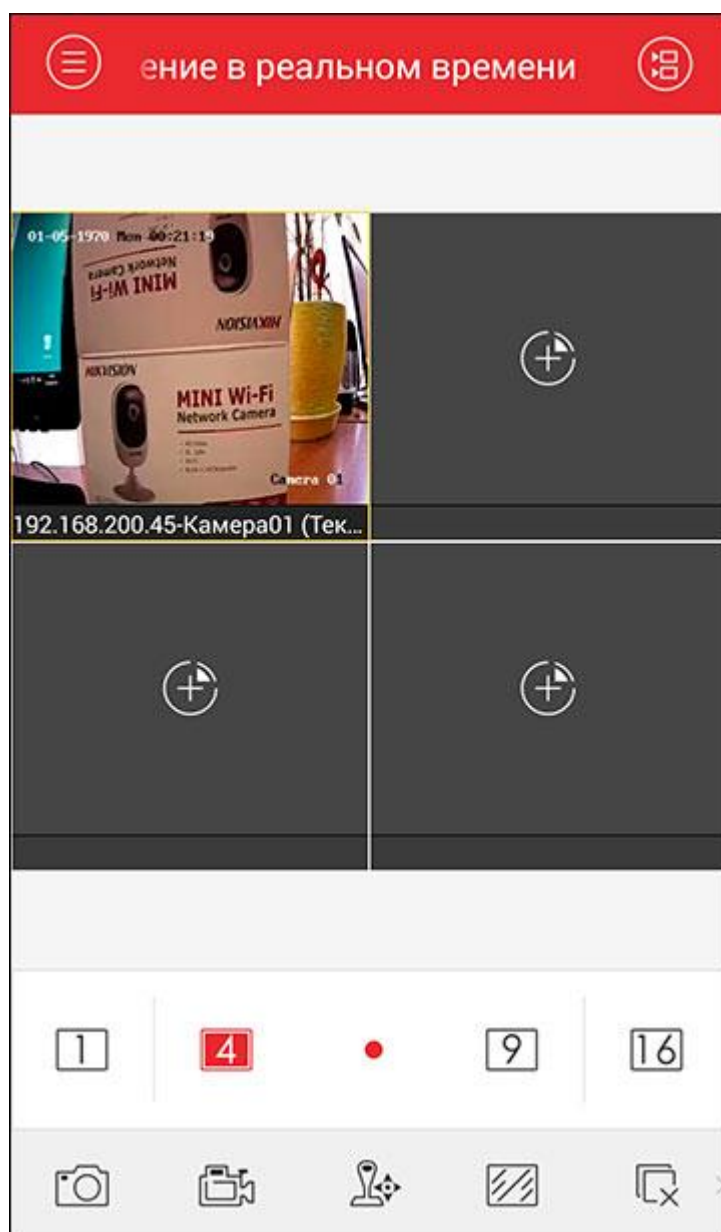 ение в реальном времени
01-05-1970 Mon 00:21:19
Network Camera
MINI Wi-Fi
HIKVISION
HIKVISION
MINI Wi-Fi
Network Camera
Camera 01
192.168.200.45-Камера01 (Тек...
1 4 9 16